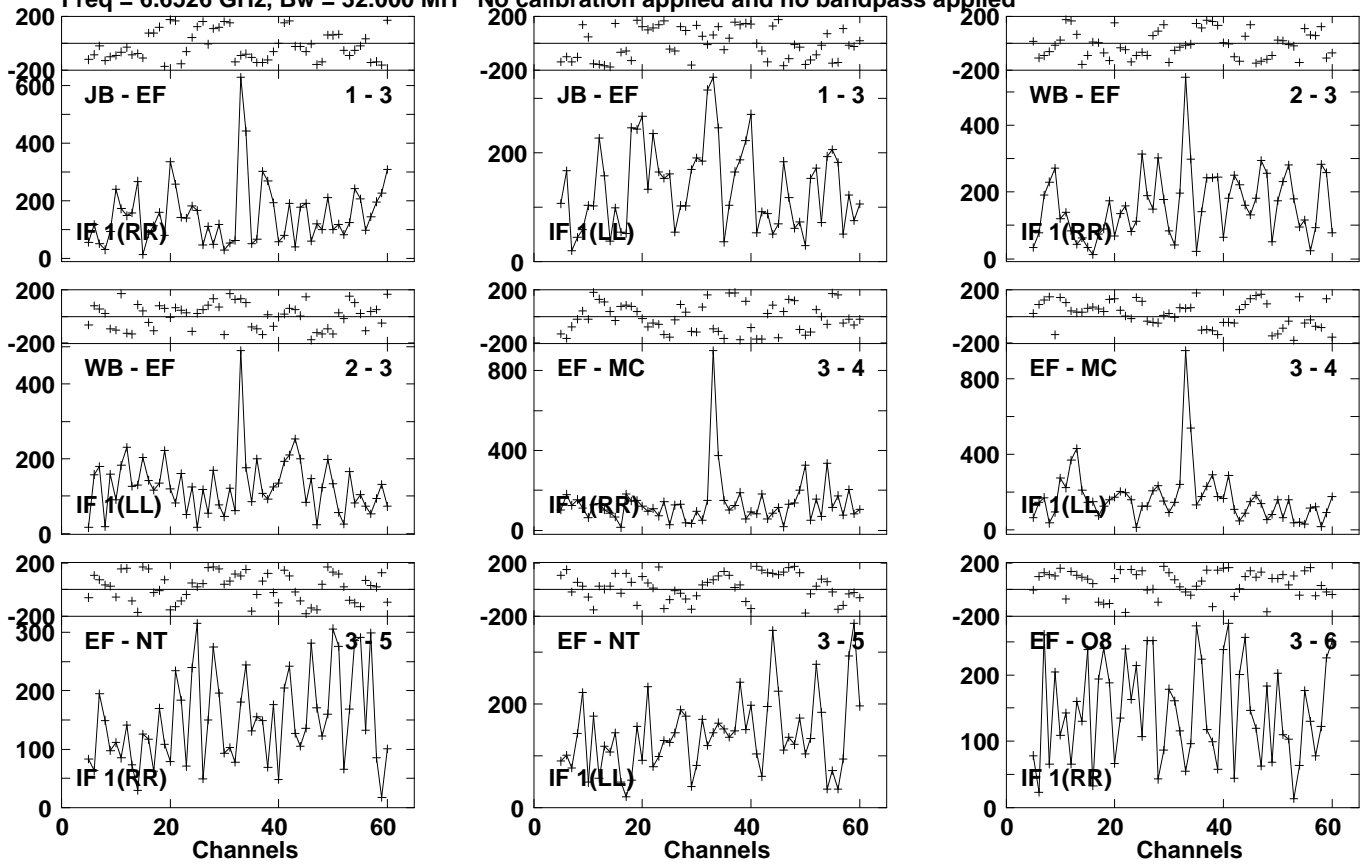 Freq = 6.6526 GHz, Bw = 32.000 MH No calibration applied and no bandpass applied
200
-200
600
400
200
0
JB - EF 1 - 3
IF 1(RR)
200
-200
200
0
JB - EF 1 - 3
IF 1(LL)
200
-200
400
200
0
WB - EF 2 - 3
IF 1(RR)
200
-200
400
200
0
WB - EF 2 - 3
IF 1(LL)
200
-200
800
400
0
EF - MC 3 - 4
IF 1(RR)
200
-200
800
400
0
EF - MC 3 - 4
IF 1(LL)
200
-200
300
200
100
0
EF - NT 3 - 5
IF 1(RR)
0 20 40 60
Channels
200
-200
200
0
EF - NT 3 - 5
IF 1(LL)
0 20 40 60
Channels
200
-200
200
100
0
EF - O8 3 - 6
IF 1(RR)
0 20 40 60
Channels